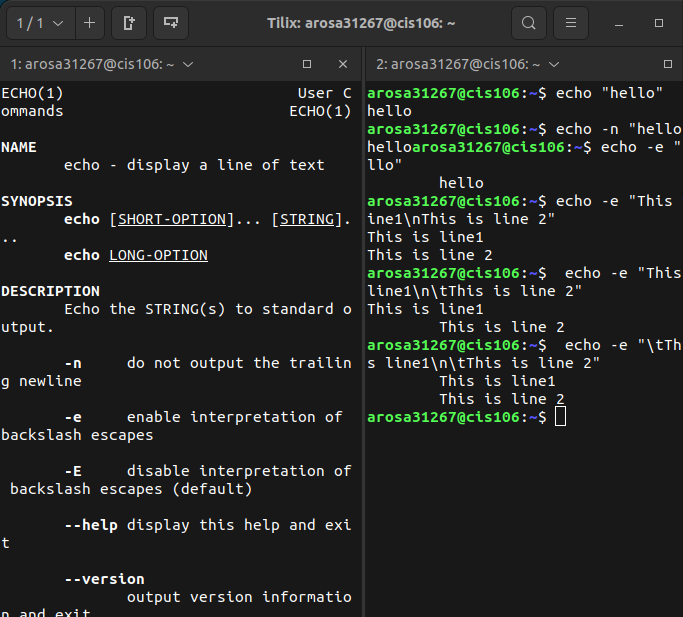 1 / 1
Tilix: arosa31267@cis106: ~
1: arosa31267@cis106: ~
ECHO(1) User C
ommands ECHO(1)
NAME
echo - display a line of text
SYNOPSIS
echo [SHORT-OPTION]... [STRING].
..
echo LONG-OPTION
DESCRIPTION
Echo the STRING(s) to standard o
utput.
-n do not output the trailin
g newline
-e enable interpretation of
backslash escapes
-E disable interpretation of
backslash escapes (default)
--help display this help and exi
t
--version
output version informatio
n and exit
2: arosa31267@cis106: ~
arosa31267@cis106:~$ echo "hello"
hello
arosa31267@cis106:~$ echo -n "hello
helloarosa31267@cis106:~$ echo -e "
llo"
hello
arosa31267@cis106:~$ echo -e "This
ine1\nThis is line 2"
This is line1
This is line 2
arosa31267@cis106:~$  echo -e "This
line1\n\tThis is line 2"
This is line1
This is line 2
arosa31267@cis106:~$  echo -e "\tTh
s line1\n\tThis is line 2"
This is line1
This is line 2
arosa31267@cis106:~$